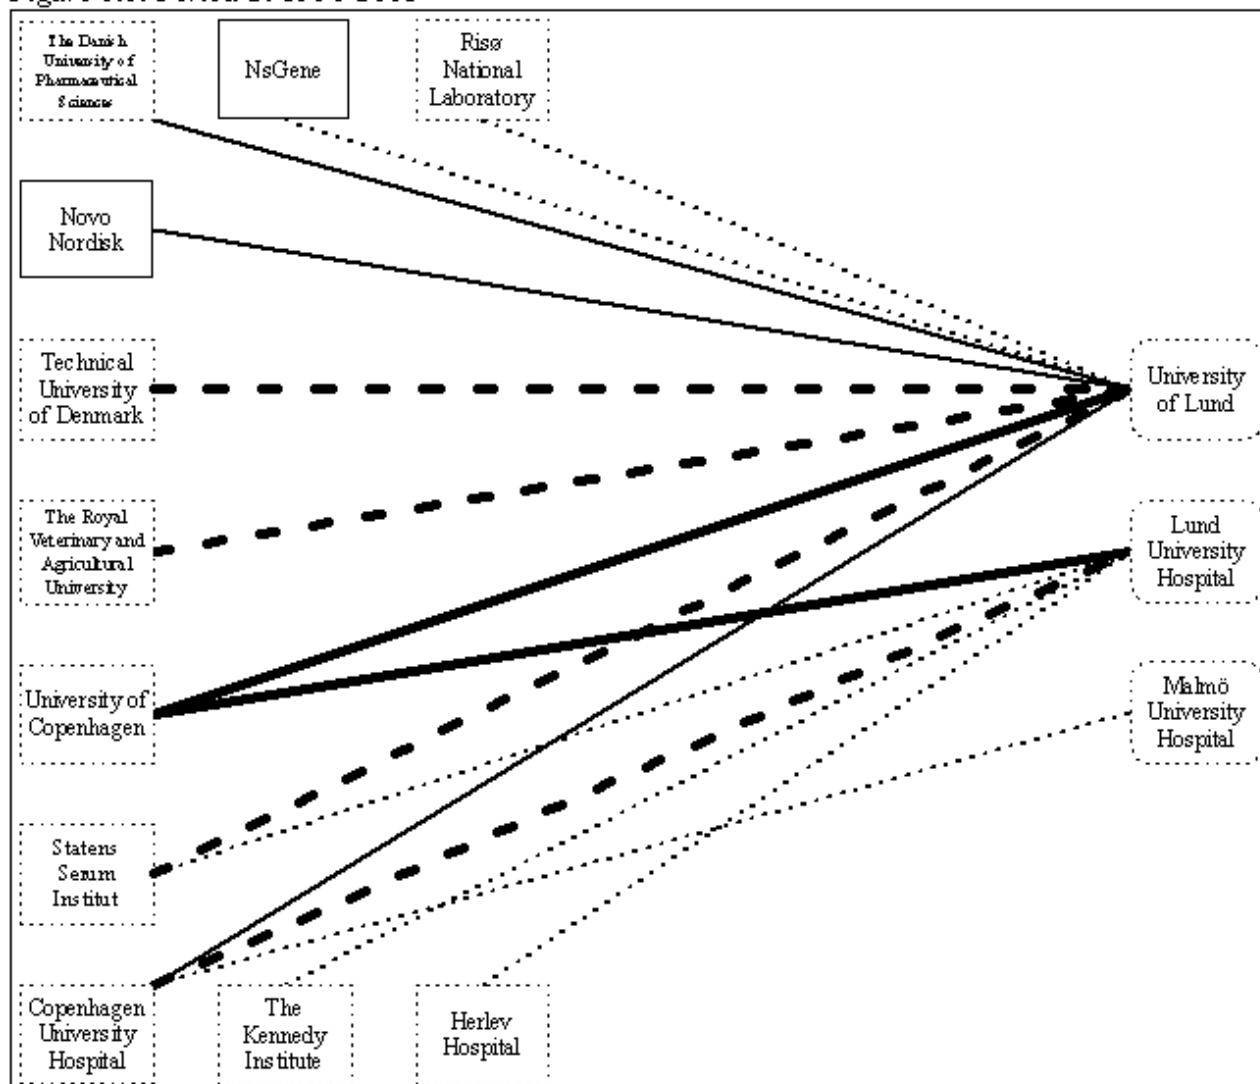 The Danish
University of
Pharmaceutical
Sciences
NsGene
Risø
National
Laboratory
Novo
Nordisk
Technical
University
of Denmark
University
of Lund
The Royal
Veterinary and
Agricultural
University
Lund
University
Hospital
University of
Copenhagen
Malmö
University
Hospital
Statens
Serum
Institut
Copenhagen
University
Hospital
The
Kennedy
Institute
Herlev
Hospital